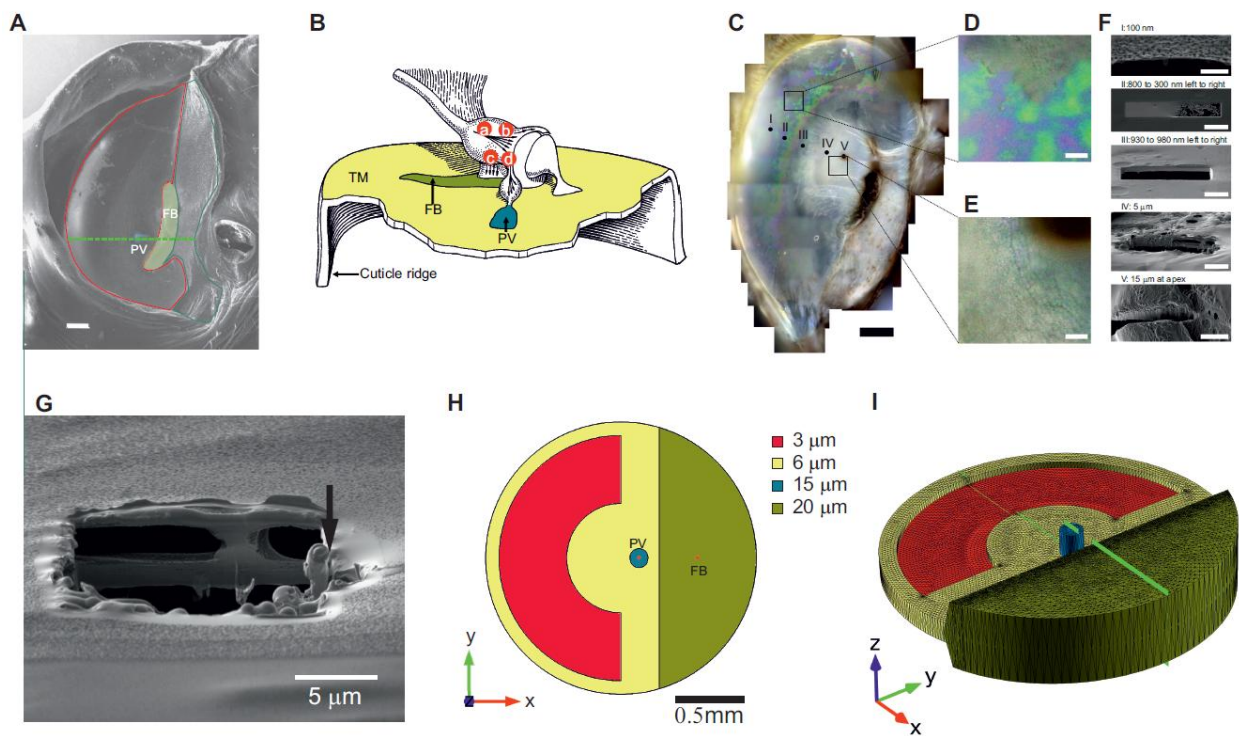 A
FB
PV
B
a b
c d
TM
FB
PV
Cuticle ridge
C
I
II
III
IV
V
D
E
F
I:100 nm
II:800 to 300 nm left to right
III:930 to 980 nm left to right
IV: 5 µm
V: 15 µm at apex
G
5 µm
H
PV
FB
y
x
0.5mm
3 µm
6 µm
15 µm
20 µm
I
z
y
x